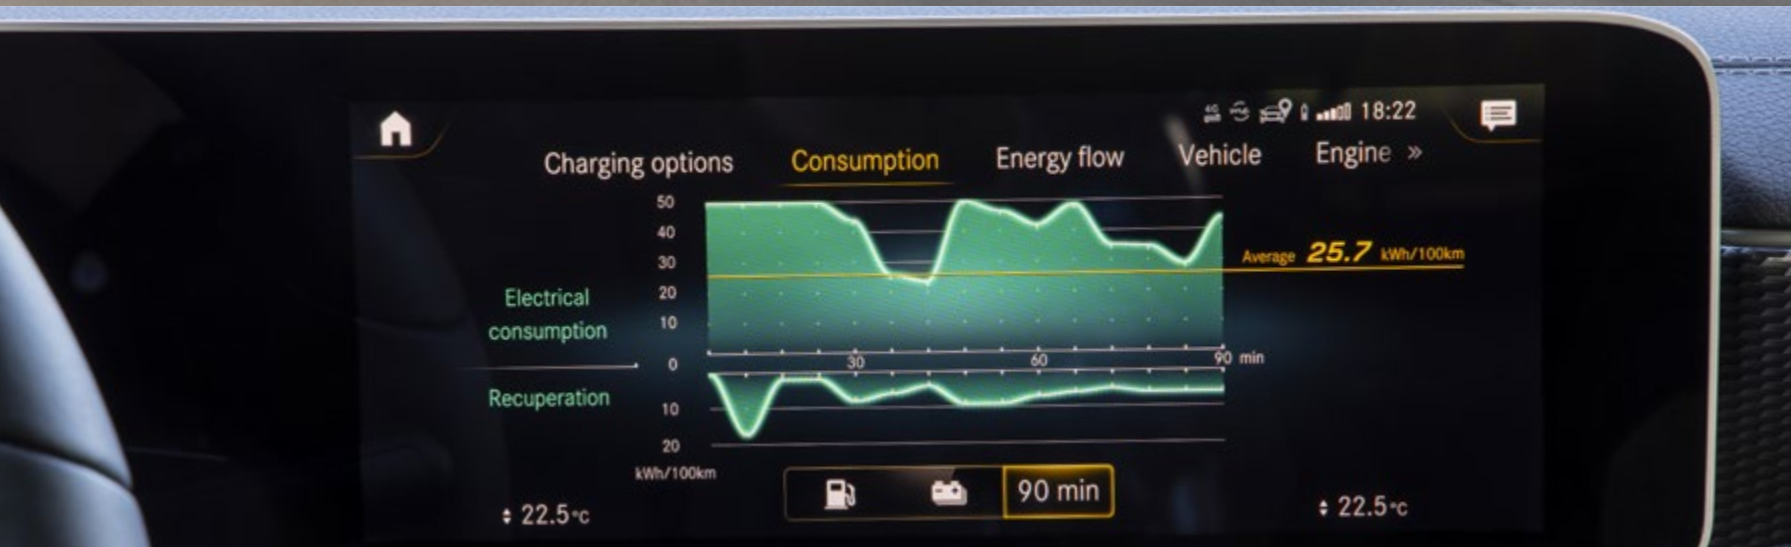 18:22
Charging options Consumption Energy flow Vehicle Engine »
50
40
30
20
10
0
10
20
kWh/100km
Electrical
consumption
Recuperation
30 60 90 min
Average 25.7 kWh/100km
90 min
22.5°C 22.5°C